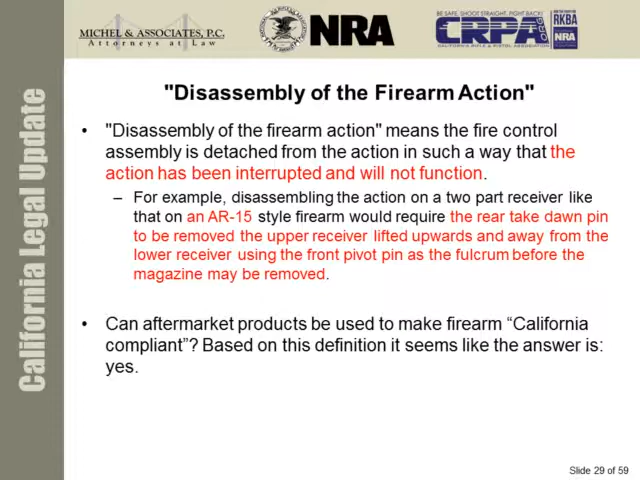 MICHEL & ASSOCIATES, P.C.
Attorneys at Law
NRA
BE SAFE, SHOOT STRAIGHT, FIGHT BACK!
CRPA.ORG
CALIFORNIA RIFLE & PISTOL ASSOCIATION
RKBA
NRA
California Legal Update
"Disassembly of the Firearm Action"
• "Disassembly of the firearm action" means the fire control
assembly is detached from the action in such a way that the
action has been interrupted and will not function.
– For example, disassembling the action on a two part receiver like
that on an AR-15 style firearm would require the rear take dawn pin
to be removed the upper receiver lifted upwards and away from the
lower receiver using the front pivot pin as the fulcrum before the
magazine may be removed.
• Can aftermarket products be used to make firearm “California
compliant”? Based on this definition it seems like the answer is:
yes.
Slide 29 of 59